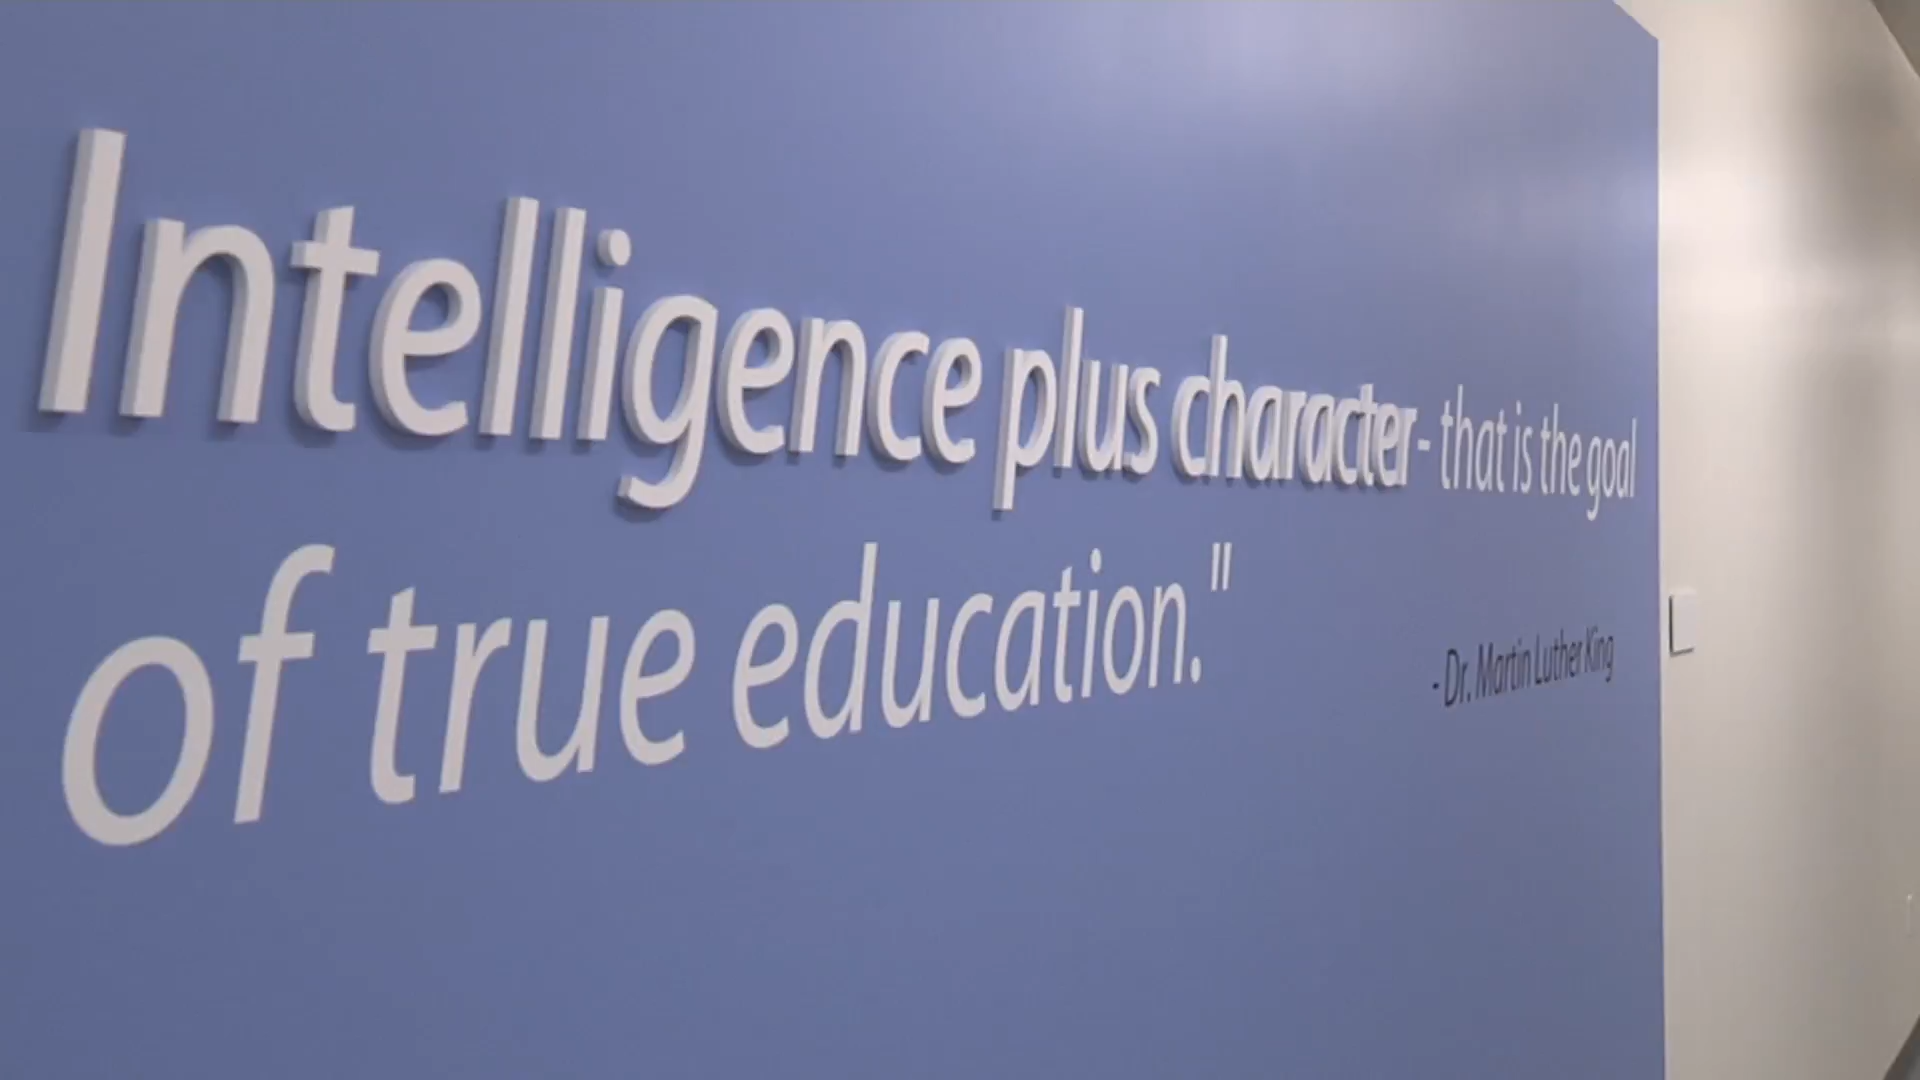 Intelligence plus character- that is the goal
of true education."
- Dr. Martin Luther King